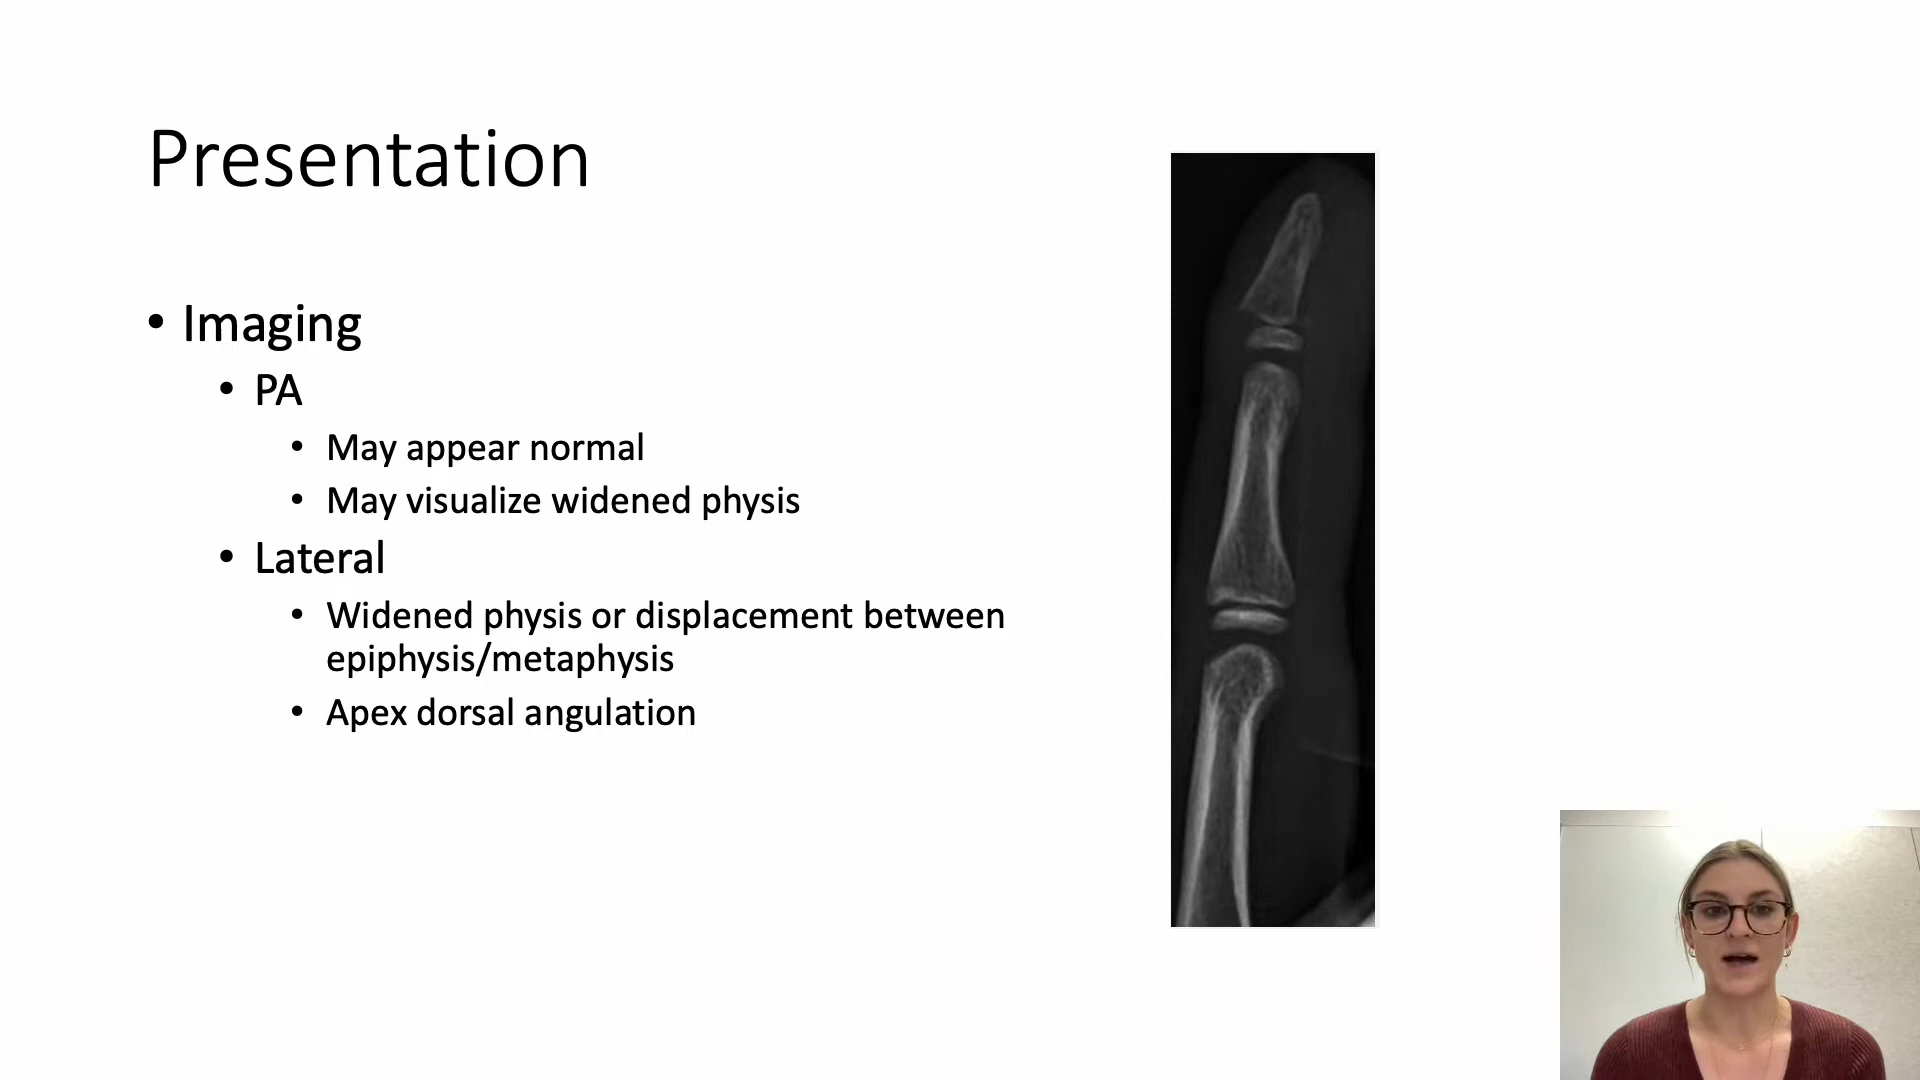 Presentation
• Imaging
• PA
• May appear normal
• May visualize widened physis
• Lateral
• Widened physis or displacement between
epiphysis/metaphysis
• Apex dorsal angulation